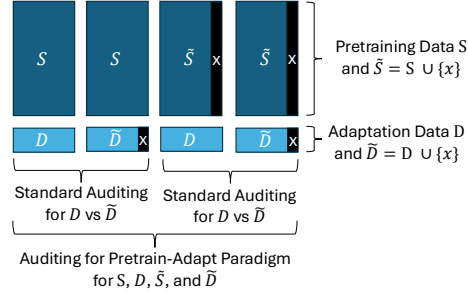 S S S̃ x S̃ x
Pretraining Data S
and S̃ = S ∪ {x}
D D̃ x D D̃ x
Adaptation Data D
and D̃ = D ∪ {x}
Standard Auditing
for D vs D̃
Standard Auditing
for D vs D̃
Auditing for Pretrain-Adapt Paradigm
for S, D, S̃, and D̃